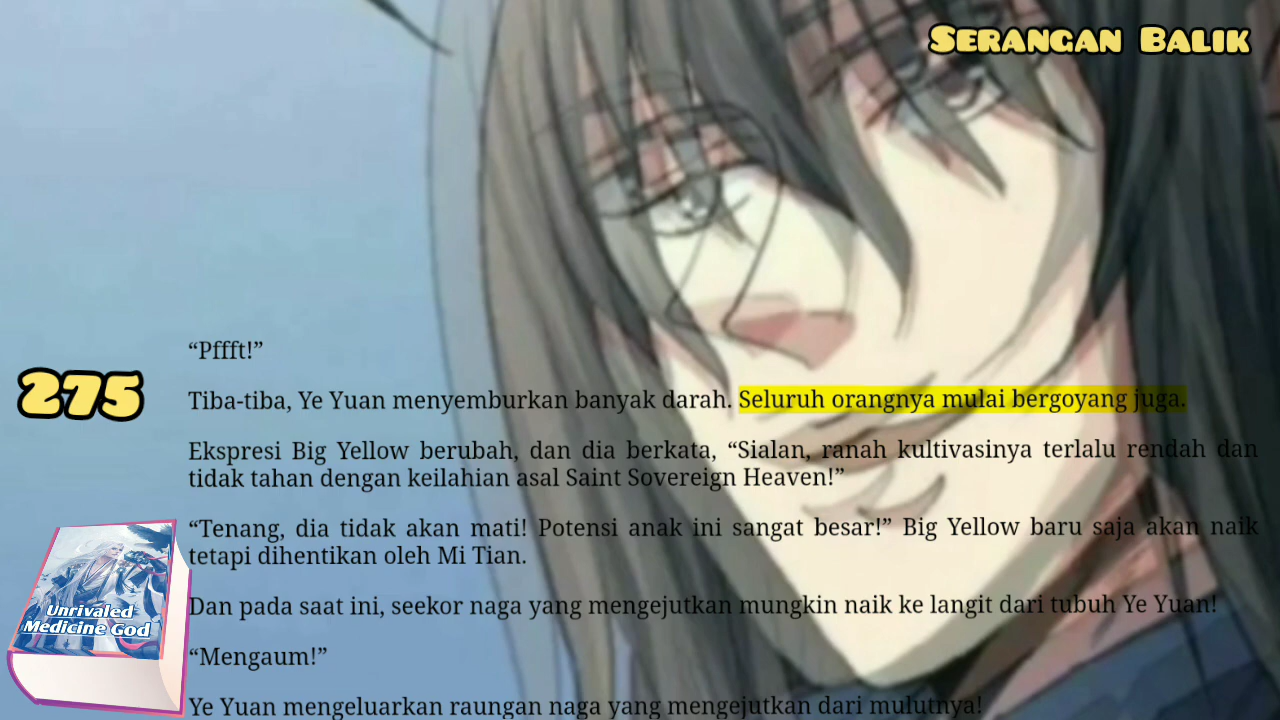 Serangan Balik
“Pffft!”
275
Tiba-tiba, Ye Yuan menyemburkan banyak darah. Seluruh orangnya mulai bergoyang juga.
Ekspresi Big Yellow berubah, dan dia berkata, “Sialan, ranah kultivasinya terlalu rendah dan
tidak tahan dengan keilahian asal Saint Sovereign Heaven!”
“Tenang, dia tidak akan mati! Potensi anak ini sangat besar!” Big Yellow baru saja akan naik
tetapi dihentikan oleh Mi Tian.
Dan pada saat ini, seekor naga yang mengejutkan mungkin naik ke langit dari tubuh Ye Yuan!
“Mengaum!”
Ye Yuan mengeluarkan raungan naga yang mengejutkan dari mulutnya!
Unrivaled
Medicine God